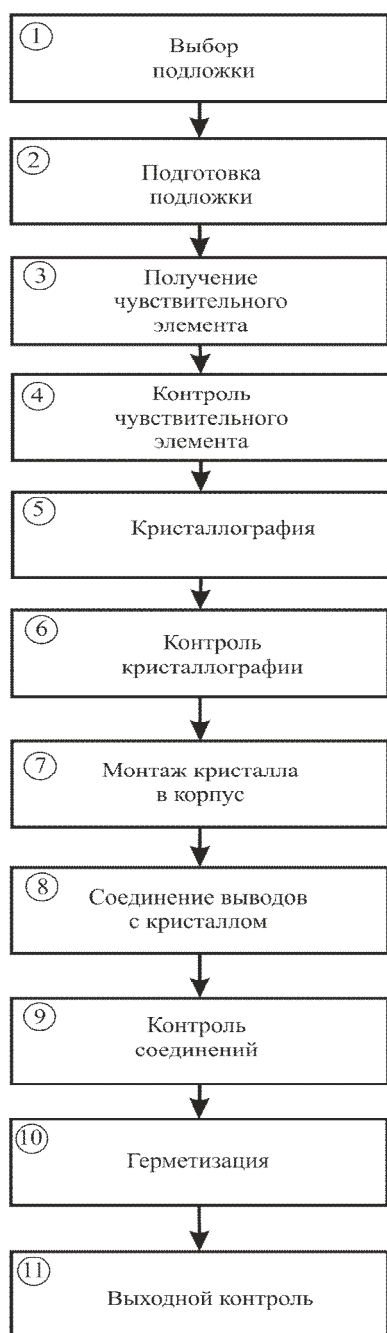 1
Выбор
подложки
2
Подготовка
подложки
3
Получение
чувствительного
элемента
4
Контроль
чувствительного
элемента
5
Кристаллография
6
Контроль
кристаллографии
7
Монтаж кристалла
в корпус
8
Соединение выводов
с кристаллом
9
Контроль
соединений
10
Герметизация
11
Выходной контроль